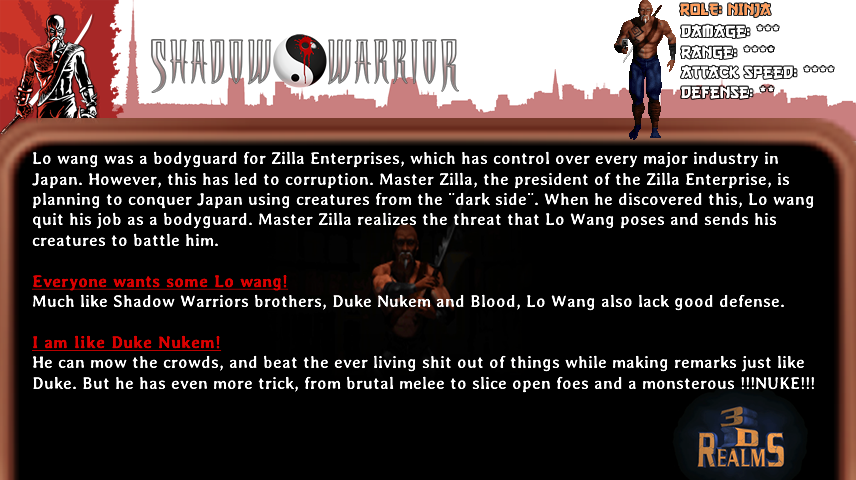 SHADOW WARRIOR
ROLE: NINJA
DAMAGE: ***
RANGE: ****
ATTACK SPEED: ****
DEFENSE: **
Lo wang was a bodyguard for Zilla Enterprises, which has control over every major industry in
Japan. However, this has led to corruption. Master Zilla, the president of the Zilla Enterprise, is
planning to conquer Japan using creatures from the ¨dark side¨. When he discovered this, Lo wang
quit his job as a bodyguard. Master Zilla realizes the threat that Lo Wang poses and sends his
creatures to battle him.
Everyone wants some Lo wang!
Much like Shadow Warriors brothers, Duke Nukem and Blood, Lo Wang also lack good defense.
I am like Duke Nukem!
He can mow the crowds, and beat the ever living shit out of things while making remarks just like
Duke. But he has even more trick, from brutal melee to slice open foes and a monsterous !!!NUKE!!!
3D
REALMS